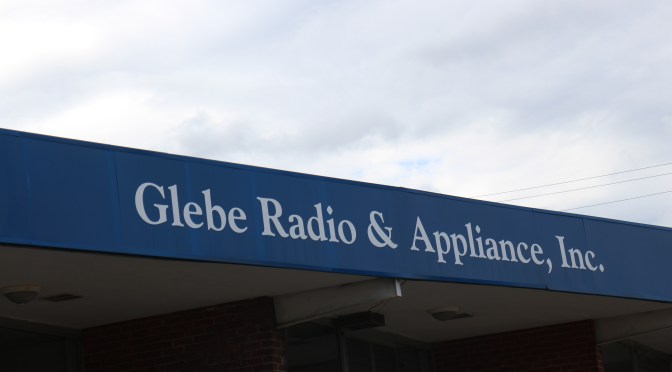 Glebe Radio & Appliance, Inc.